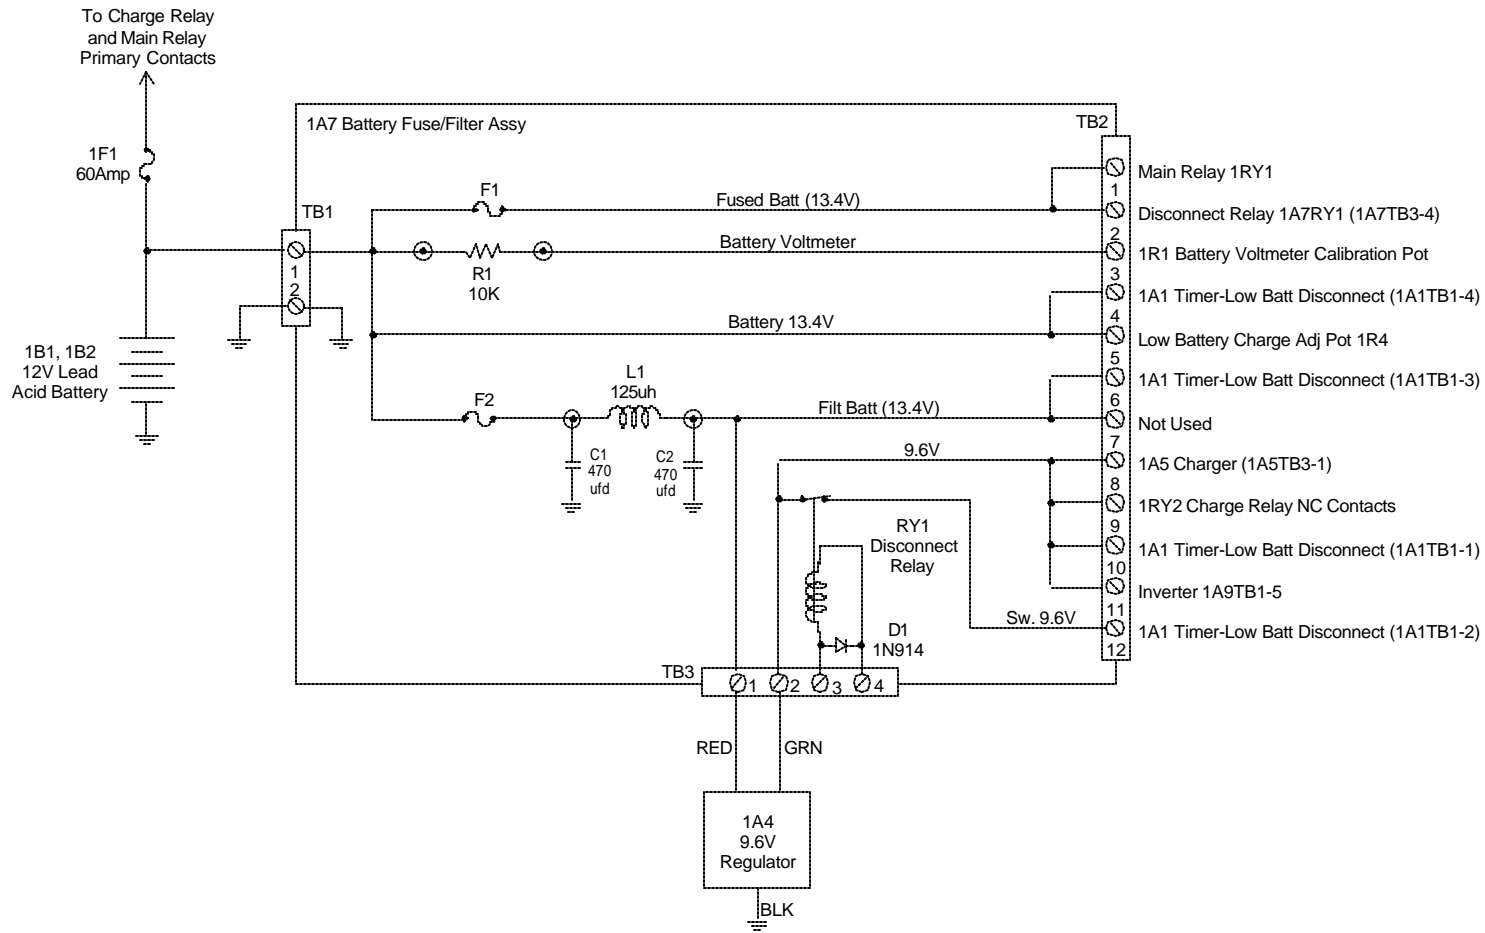 To Charge Relay
and Main Relay
Primary Contacts
1F1
60Amp
1B1, 1B2
12V Lead
Acid Battery
1A7 Battery Fuse/Filter Assy
TB1
1
2
F1
Fused Batt (13.4V)
R1
10K
Battery Voltmeter
Battery 13.4V
F2
L1
125uh
C1
470
ufd
C2
470
ufd
Filt Batt (13.4V)
9.6V
RY1
Disconnect
Relay
D1
1N914
Sw. 9.6V
TB2
Main Relay 1RY1
1
Disconnect Relay 1A7RY1 (1A7TB3-4)
2
1R1 Battery Voltmeter Calibration Pot
3
1A1 Timer-Low Batt Disconnect (1A1TB1-4)
4
Low Battery Charge Adj Pot 1R4
5
1A1 Timer-Low Batt Disconnect (1A1TB1-3)
6
Not Used
7
1A5 Charger (1A5TB3-1)
8
1RY2 Charge Relay NC Contacts
9
1A1 Timer-Low Batt Disconnect (1A1TB1-1)
10
Inverter 1A9TB1-5
11
1A1 Timer-Low Batt Disconnect (1A1TB1-2)
12
TB3
1
2
3
4
RED
GRN
1A4
9.6V
Regulator
BLK